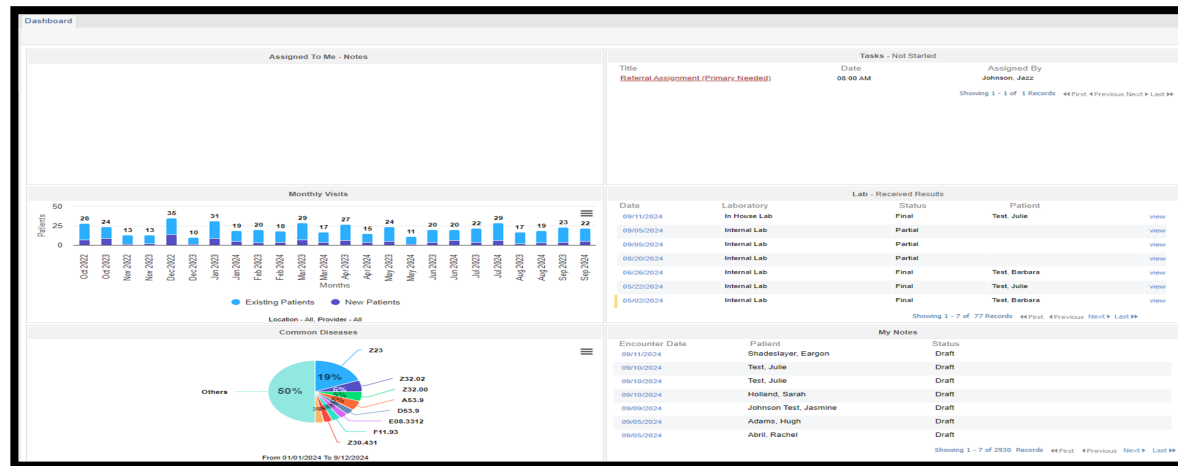 Dashboard
Assigned To Me - Notes
Tasks - Not Started
Title Date Assigned By
Referral Assignment (Primary Needed) 08:00 AM Johnson, Jazz
Showing 1 - 1 of 1 Records First Previous Next Last
Monthly Visits
Patients
50
25
0
28 24 13 13 35 10 31 19 20 18 29 17 27 15 24 11 20 20 22 29 17 19 23 22
Oct 2022 Oct 2023 Nov 2022 Nov 2023 Dec 2022 Dec 2023 Jan 2023 Jan 2024 Feb 2023 Feb 2024 Mar 2023 Mar 2024 Apr 2023 Apr 2024 May 2023 May 2024 Jun 2023 Jun 2024 Jul 2023 Jul 2024 Aug 2023 Aug 2024 Sep 2023 Sep 2024
Months
Existing Patients New Patients
Location - All, Provider - All
Lab - Received Results
Date Laboratory Status Patient
09/11/2024 In House Lab Final Test, Julie view
09/05/2024 Internal Lab Partial view
09/05/2024 Internal Lab Partial view
08/20/2024 Internal Lab Partial view
06/26/2024 Internal Lab Final Test, Barbara view
05/22/2024 Internal Lab Final Test, Julie view
05/02/2024 Internal Lab Final Test, Barbara view
Showing 1 - 7 of 77 Records First Previous Next Last
Common Diseases
Z23
Z32.02
Z32.00
A53.9
D53.9
E08.3312
F11.93
Z30.431
Others
50%
19%
From 01/01/2024 To 9/12/2024
My Notes
Encounter Date Patient Status
09/11/2024 Shadeslayer, Eargon Draft
09/10/2024 Test, Julie Draft
09/10/2024 Test, Julie Draft
09/10/2024 Holland, Sarah Draft
09/09/2024 Johnson Test, Jasmine Draft
09/05/2024 Adams, Hugh Draft
09/05/2024 Abril, Rachel Draft
Showing 1 - 7 of 2930 Records First Previous Next Last